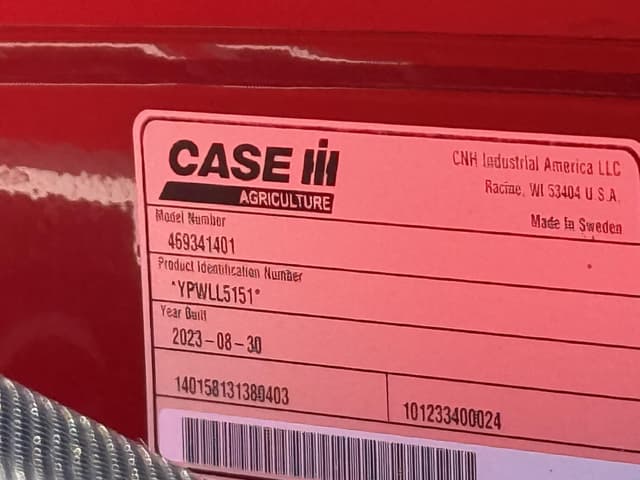 CASE IH
AGRICULTURE
CNH Industrial America LLC
Racine, WI 53404 U.S.A.
Made in Sweden
Model Number
469341401
Product Identification Number
*YPWLL5151*
Year Built
2023-08-30
140158131380403
101233400024